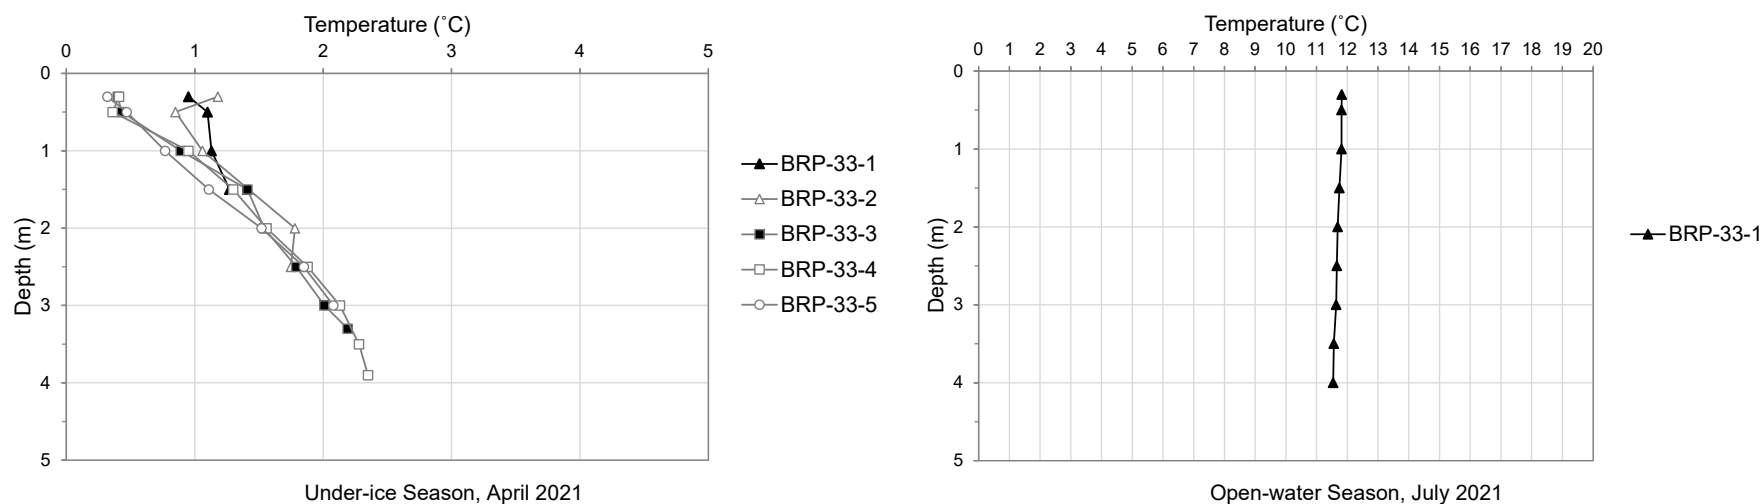 Temperature (˚C)
0 1 2 3 4 5
0
1
2
3
4
5
Depth (m)
BRP-33-1
BRP-33-2
BRP-33-3
BRP-33-4
BRP-33-5
Under-ice Season, April 2021
Temperature (˚C)
0 1 2 3 4 5 6 7 8 9 10 11 12 13 14 15 16 17 18 19 20
0
1
2
3
4
5
Depth (m)
BRP-33-1
Open-water Season, July 2021